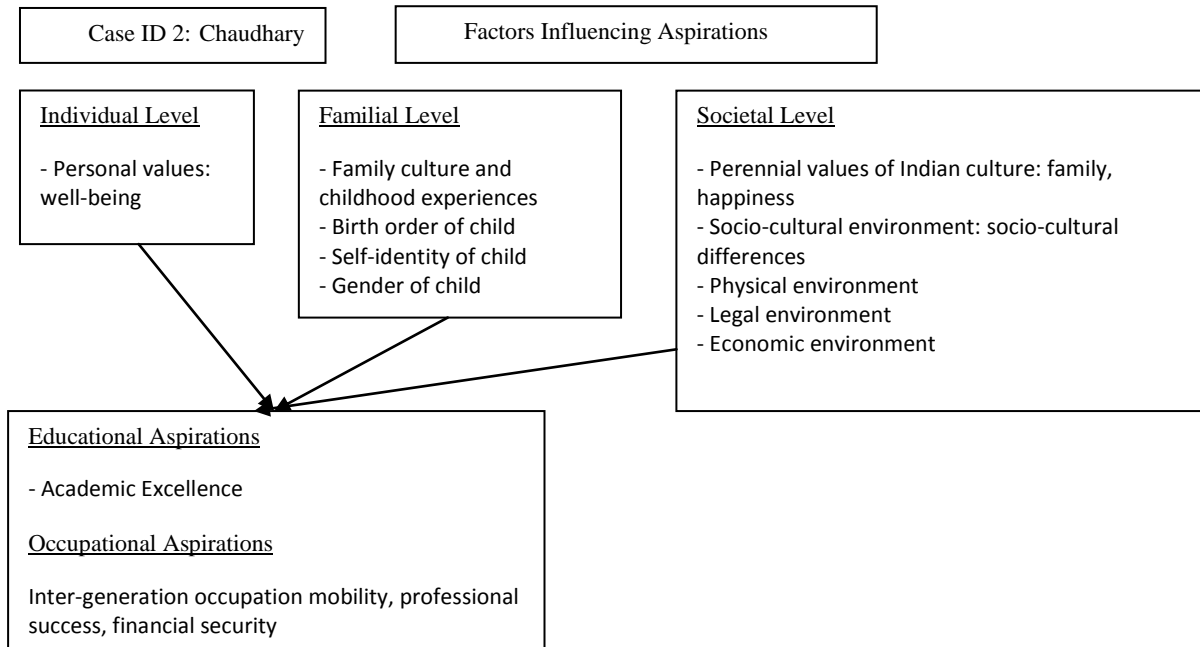 Case ID 2: Chaudhary
Factors Influencing Aspirations
Individual Level
- Personal values:
well-being
Familial Level
- Family culture and
childhood experiences
- Birth order of child
- Self-identity of child
- Gender of child
Societal Level
- Perennial values of Indian culture: family,
happiness
- Socio-cultural environment: socio-cultural
differences
- Physical environment
- Legal environment
- Economic environment
Educational Aspirations
- Academic Excellence
Occupational Aspirations
Inter-generation occupation mobility, professional
success, financial security